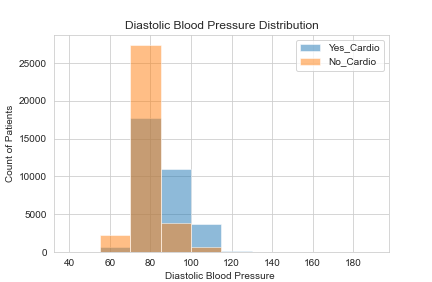 Diastolic Blood Pressure Distribution
Yes_Cardio
No_Cardio
Count of Patients
25000
20000
15000
10000
5000
0
40 60 80 100 120 140 160 180
Diastolic Blood Pressure